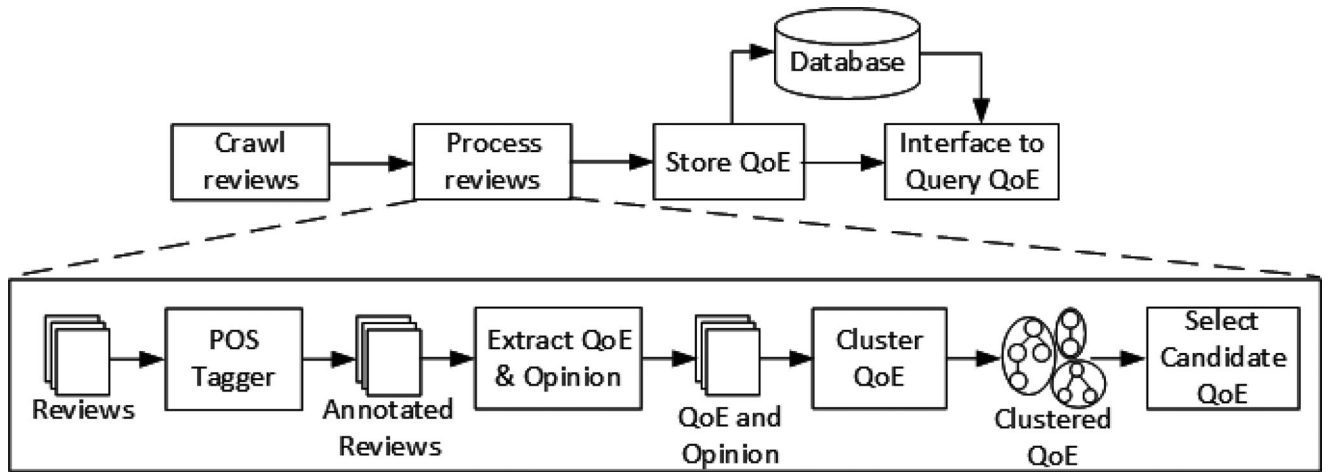 Database
Crawl
reviews
Process
reviews
Store QoE
Interface to
Query QoE
Reviews
POS
Tagger
Annotated
Reviews
Extract QoE
& Opinion
QoE and
Opinion
Cluster
QoE
Clustered
QoE
Select
Candidate
QoE